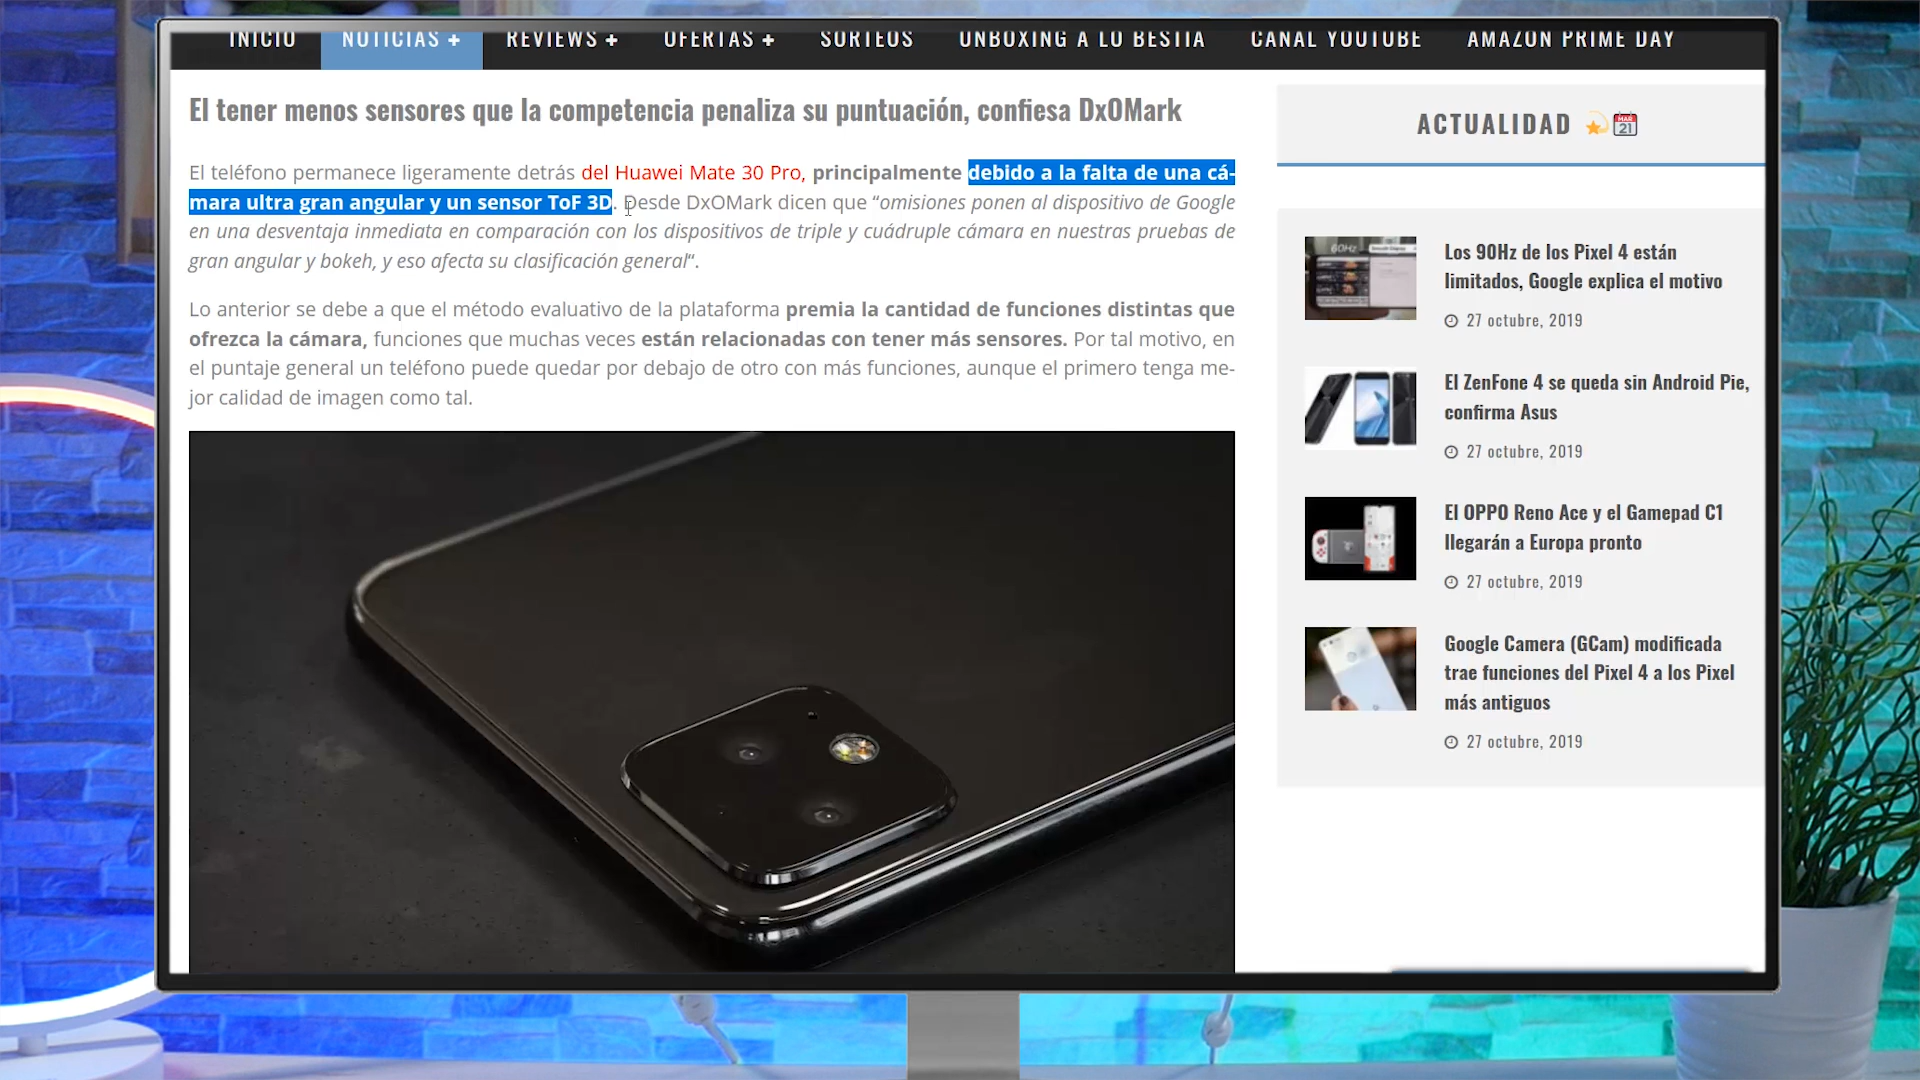 INICIO NOTICIAS + REVIEWS + OFERTAS + SORTEOS UNBOXING A LO BESTIA CANAL YOUTUBE AMAZON PRIME DAY
El tener menos sensores que la competencia penaliza su puntuación, confiesa DxOMark
El teléfono permanece ligeramente detrás del Huawei Mate 30 Pro, principalmente debido a la falta de una cá-
mara ultra gran angular y un sensor ToF 3D. Desde DxOMark dicen que “omisiones ponen al dispositivo de Google
en una desventaja inmediata en comparación con los dispositivos de triple y cuádruple cámara en nuestras pruebas de
gran angular y bokeh, y eso afecta su clasificación general“.
Lo anterior se debe a que el método evaluativo de la plataforma premia la cantidad de funciones distintas que
ofrezca la cámara, funciones que muchas veces están relacionadas con tener más sensores. Por tal motivo, en
el puntaje general un teléfono puede quedar por debajo de otro con más funciones, aunque el primero tenga me-
jor calidad de imagen como tal.
ACTUALIDAD
MAR
21
60Hz
Los 90Hz de los Pixel 4 están
limitados, Google explica el motivo
27 octubre, 2019
El ZenFone 4 se queda sin Android Pie,
confirma Asus
27 octubre, 2019
El OPPO Reno Ace y el Gamepad C1
llegarán a Europa pronto
27 octubre, 2019
Google Camera (GCam) modificada
trae funciones del Pixel 4 a los Pixel
más antiguos
27 octubre, 2019